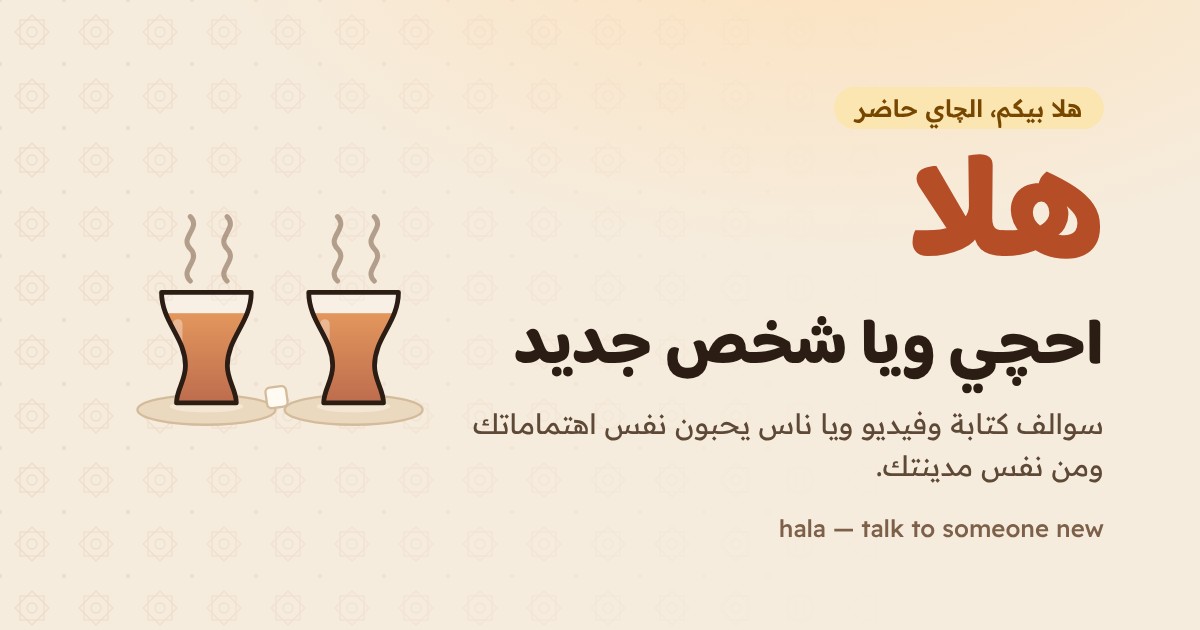 هلا بيكم، الچاي حاضر
هلا
احچي ويا شخص جديد
سوالف كتابة وفيديو ويا ناس يحبون نفس اهتماماتك
ومن نفس مدينتك.
hala — talk to someone new